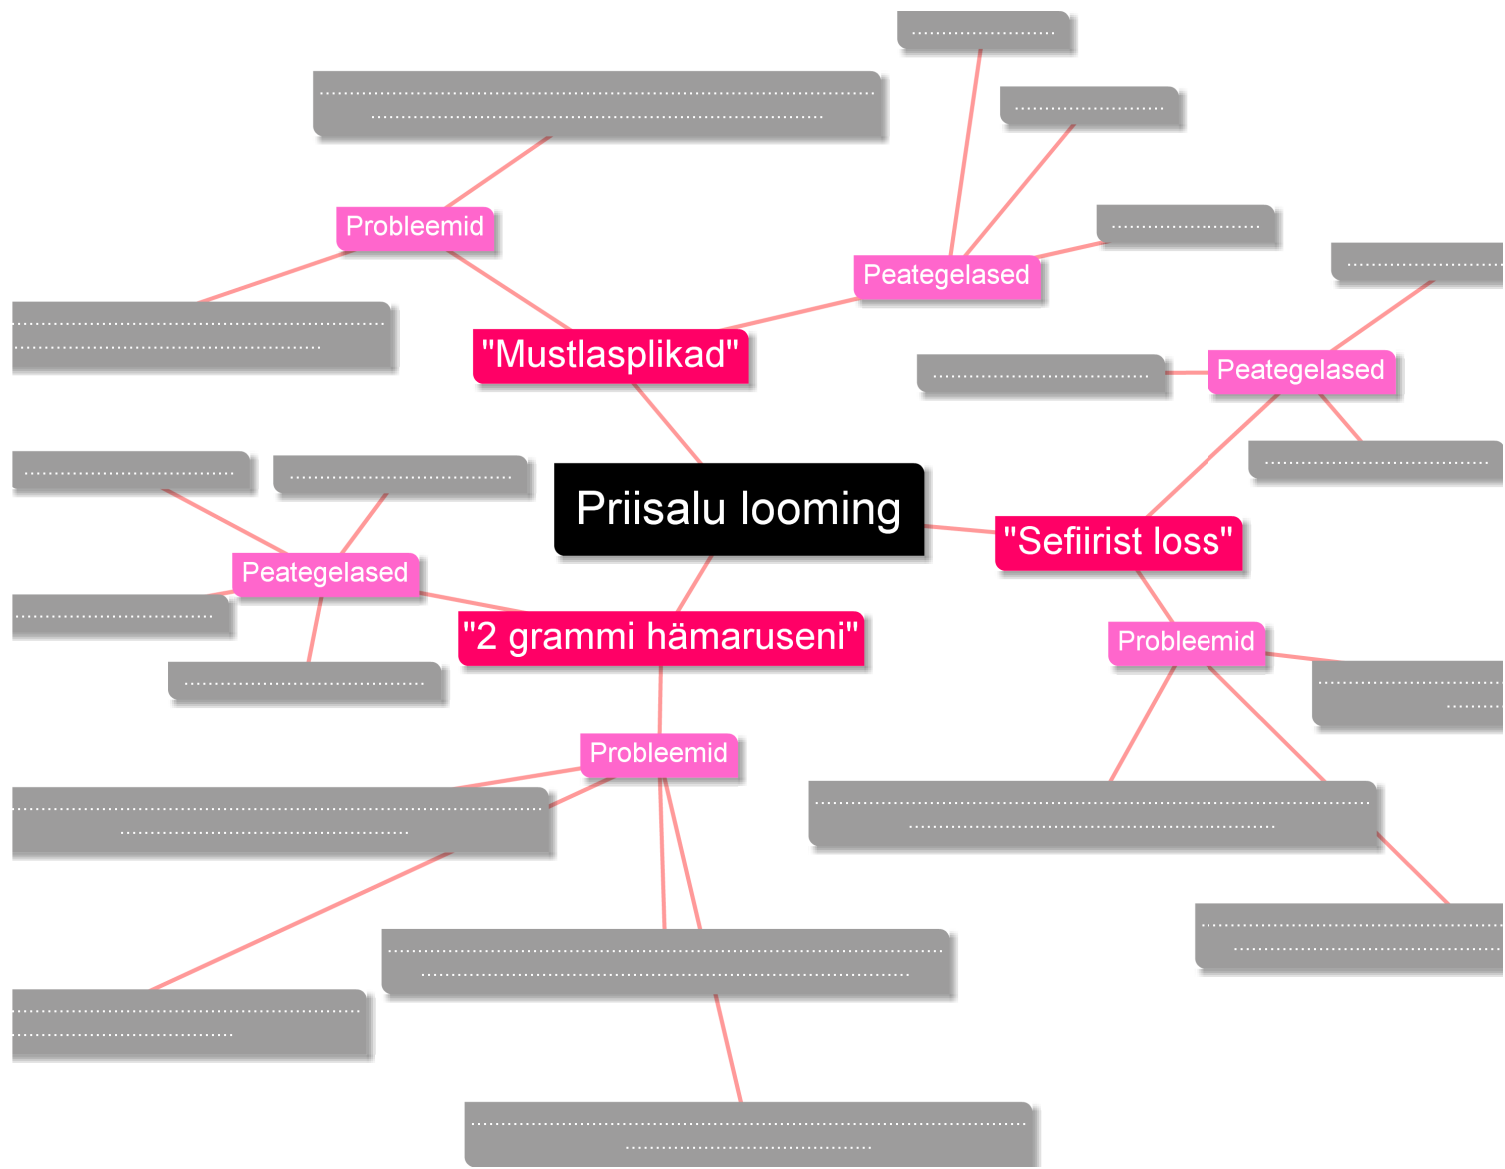 Probleemid
Peategelased
"Mustlasplikad"
Peategelased
Priisalu looming
"Sefiirist loss"
Peategelased
"2 grammi hämaruseni"
Probleemid
Probleemid